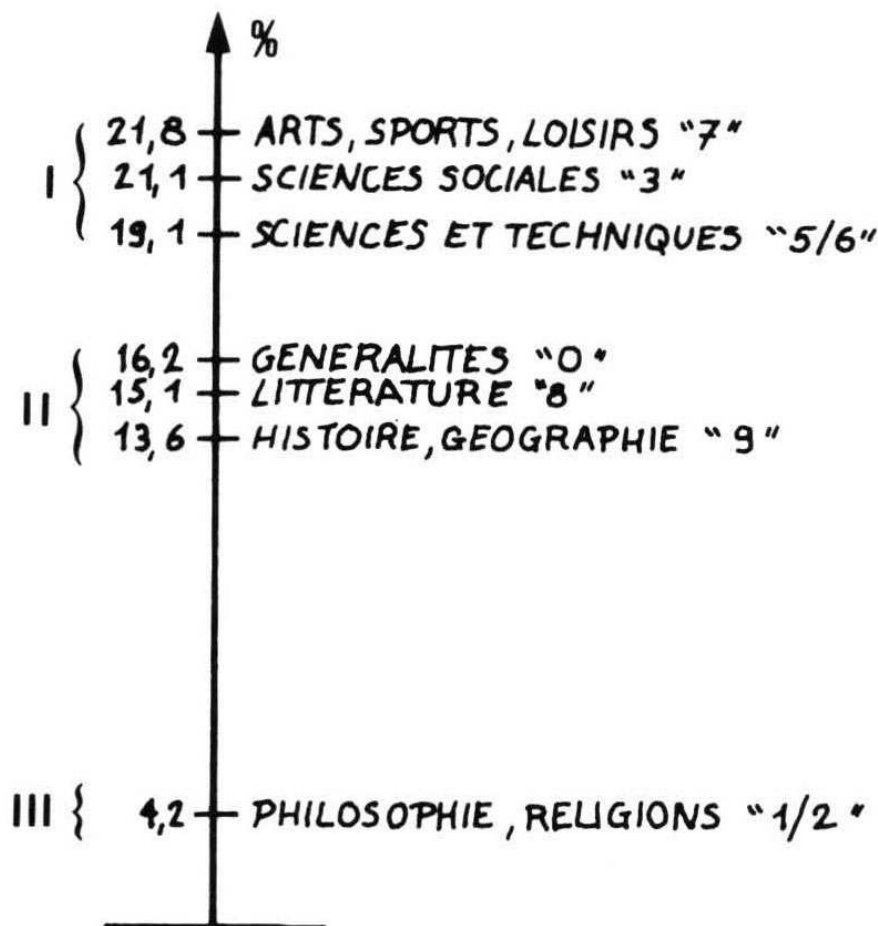 %
21,8 ARTS, SPORTS, LOISIRS "7"
I 21,1 SCIENCES SOCIALES "3"
19,1 SCIENCES ET TECHNIQUES "5/6"
16,2 GENERALITES "0"
II 15,1 LITTERATURE "8"
13,6 HISTOIRE, GEOGRAPHIE "9"
III 4,2 PHILOSOPHIE, RELIGIONS "1/2"